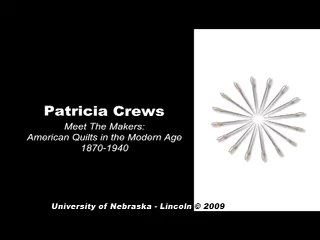 Patricia Crews
Meet The Makers:
American Quilts in the Modern Age
1870-1940
University of Nebraska - Lincoln © 2009